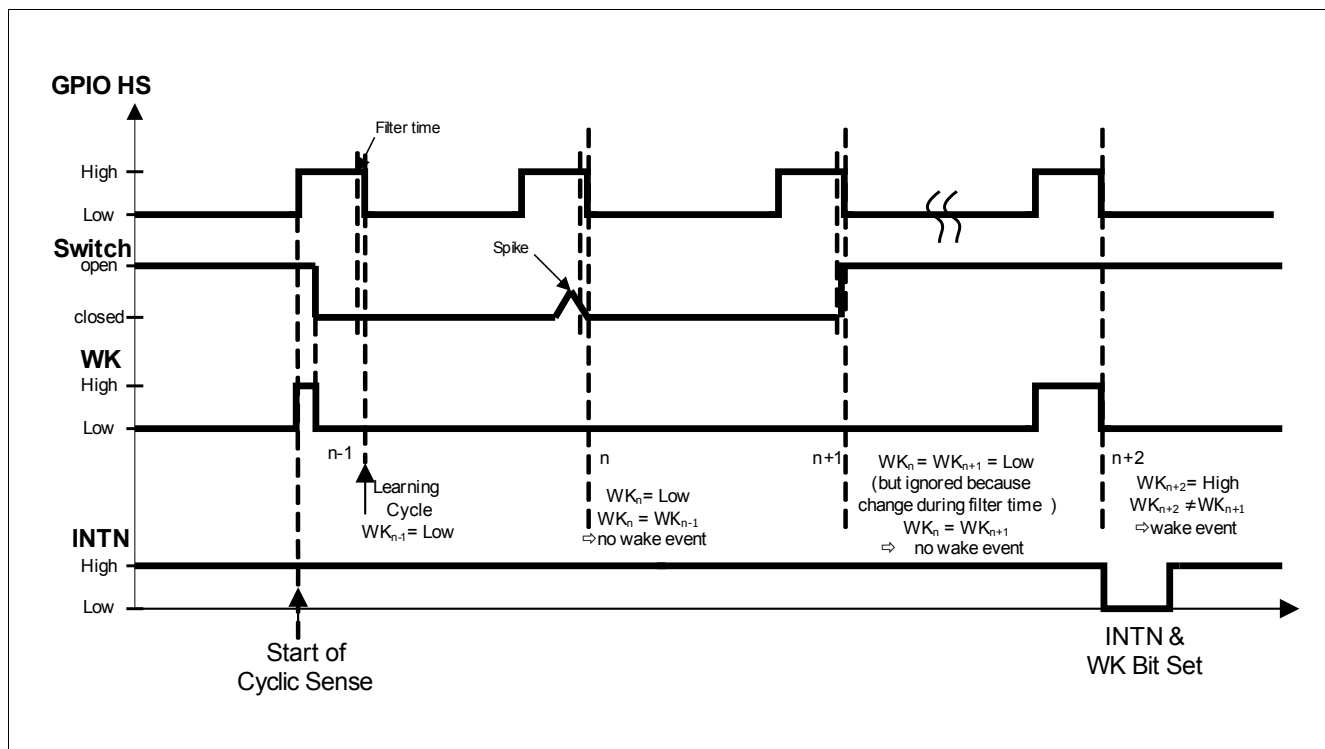 GPIO HS
Filter time
High
Low
Switch
open
Spike
closed
WK
High
Low
n-1
n
n+1
n+2
Learning
Cycle
WKn-1= Low
WKn= Low
WKn = WKn-1
⇨no wake event
WKn = WKn+1 = Low
(but ignored because
change during filter time )
WKn = WKn+1
⇨ no wake event
WKn+2= High
WKn+2 ≠WKn+1
⇨wake event
INTN
High
Low
Start of
Cyclic Sense
INTN &
WK Bit Set